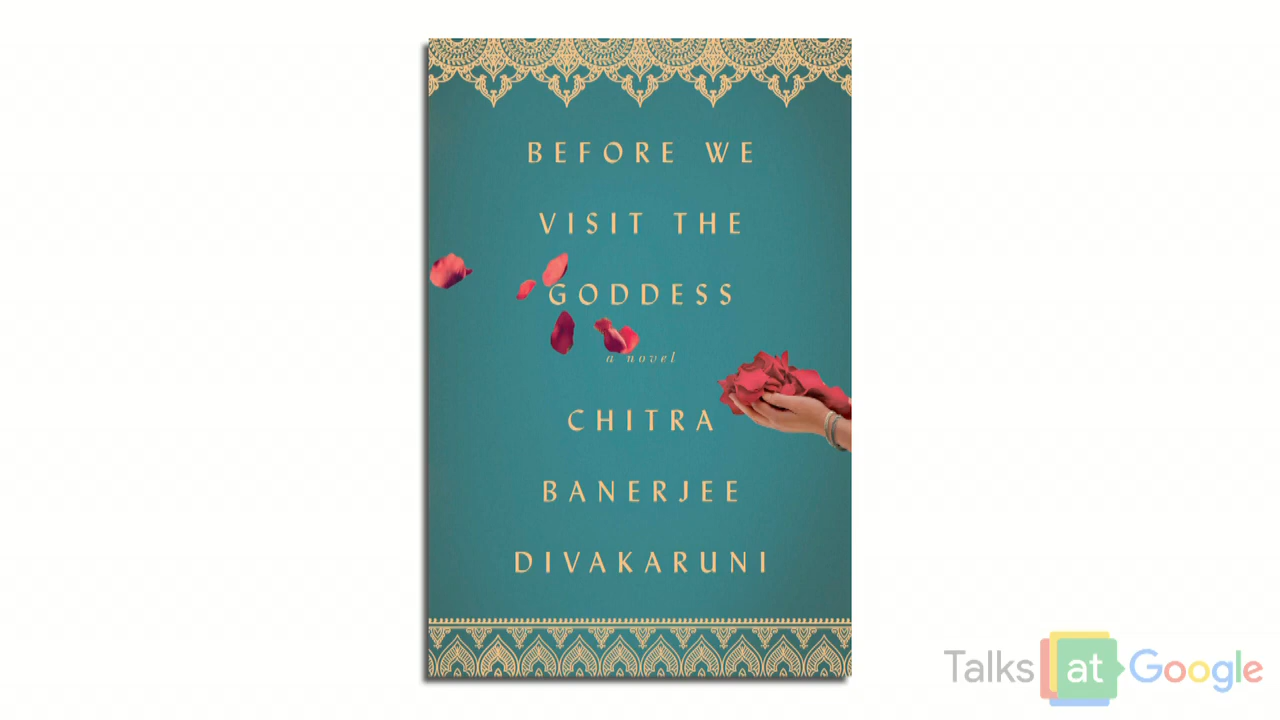 BEFORE WE
VISIT THE
GODDESS
a novel
CHITRA
BANERJEE
DIVAKARUNI
Talks at Google